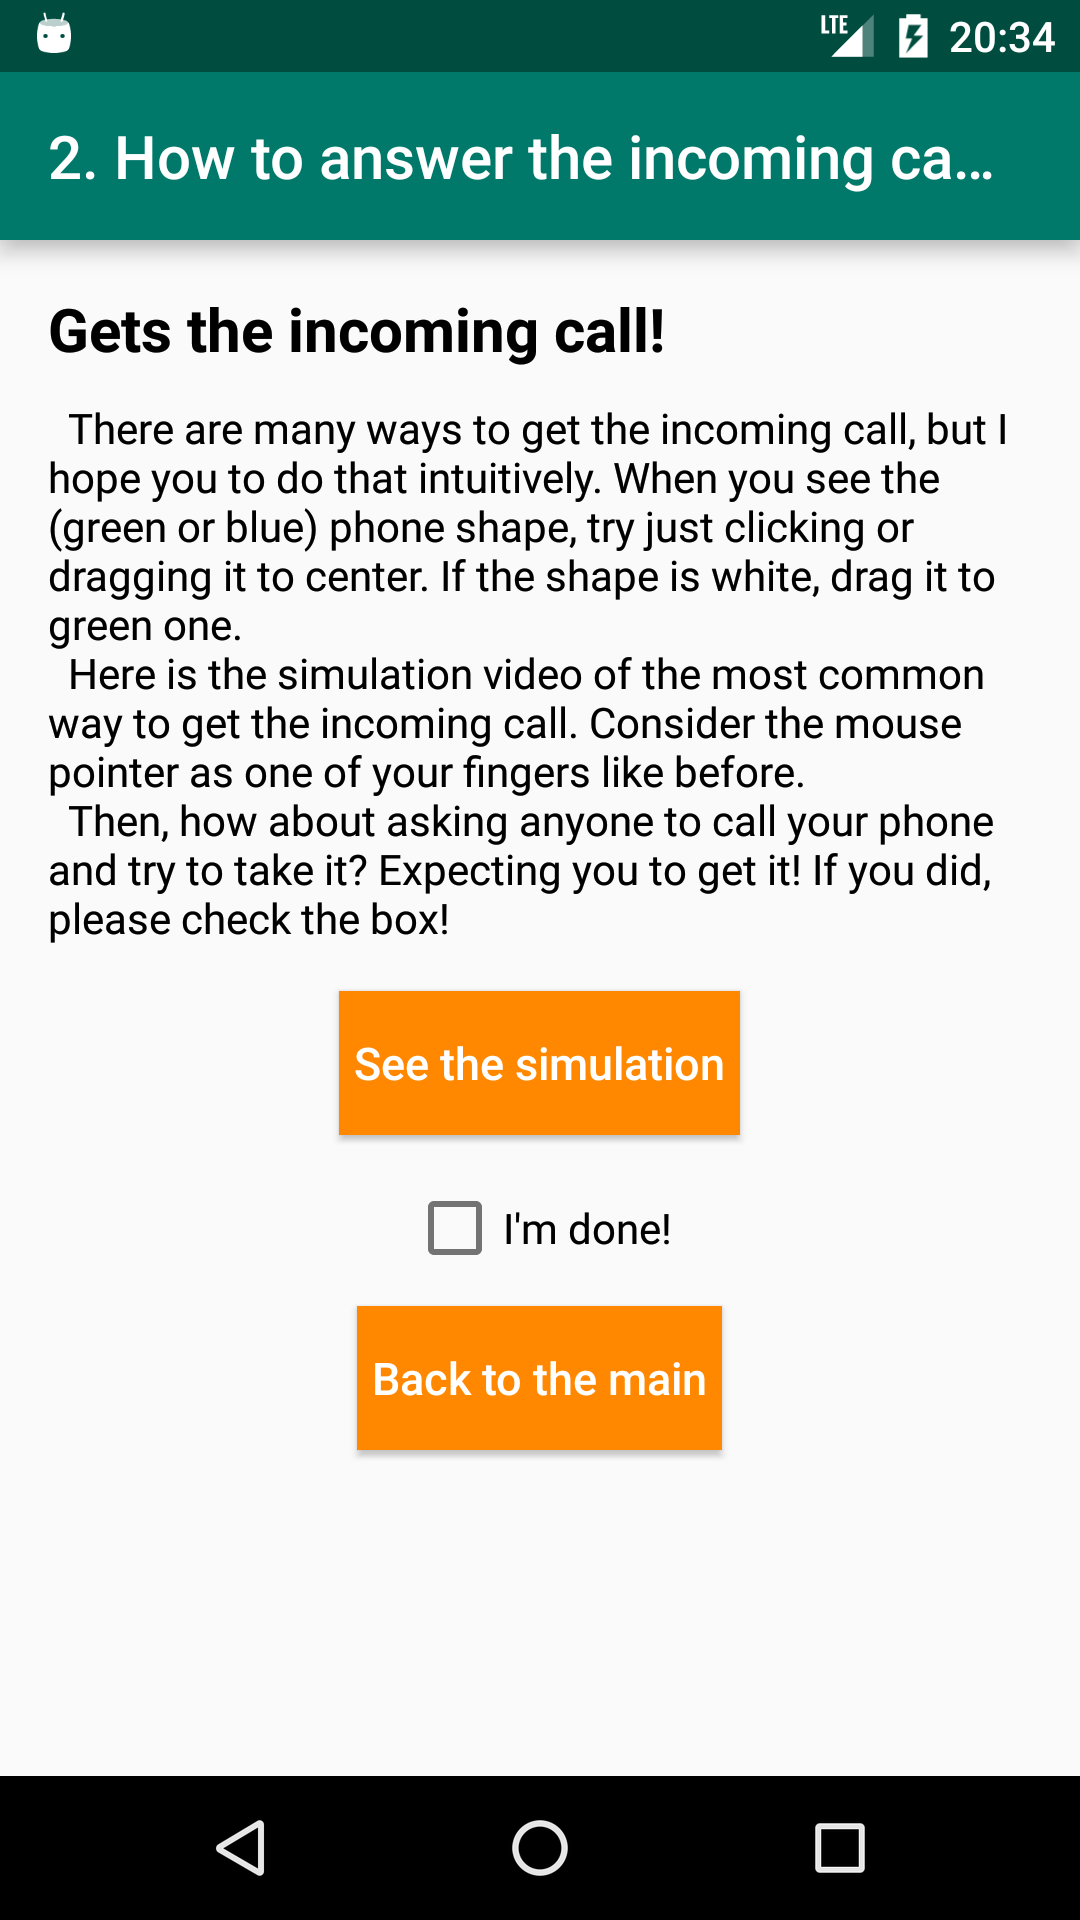 LTE 20:34
2. How to answer the incoming ca...
Gets the incoming call!
There are many ways to get the incoming call, but I
hope you to do that intuitively. When you see the
(green or blue) phone shape, try just clicking or
dragging it to center. If the shape is white, drag it to
green one.
Here is the simulation video of the most common
way to get the incoming call. Consider the mouse
pointer as one of your fingers like before.
Then, how about asking anyone to call your phone
and try to take it? Expecting you to get it! If you did,
please check the box!
See the simulation
I'm done!
Back to the main